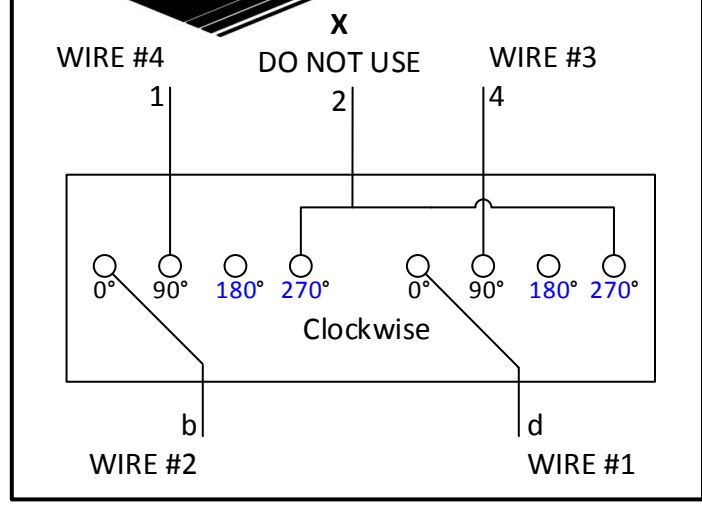 X
WIRE #4 DO NOT USE WIRE #3
1 2 4
0° 90° 180° 270° 0° 90° 180° 270°
Clockwise
b d
WIRE #2 WIRE #1